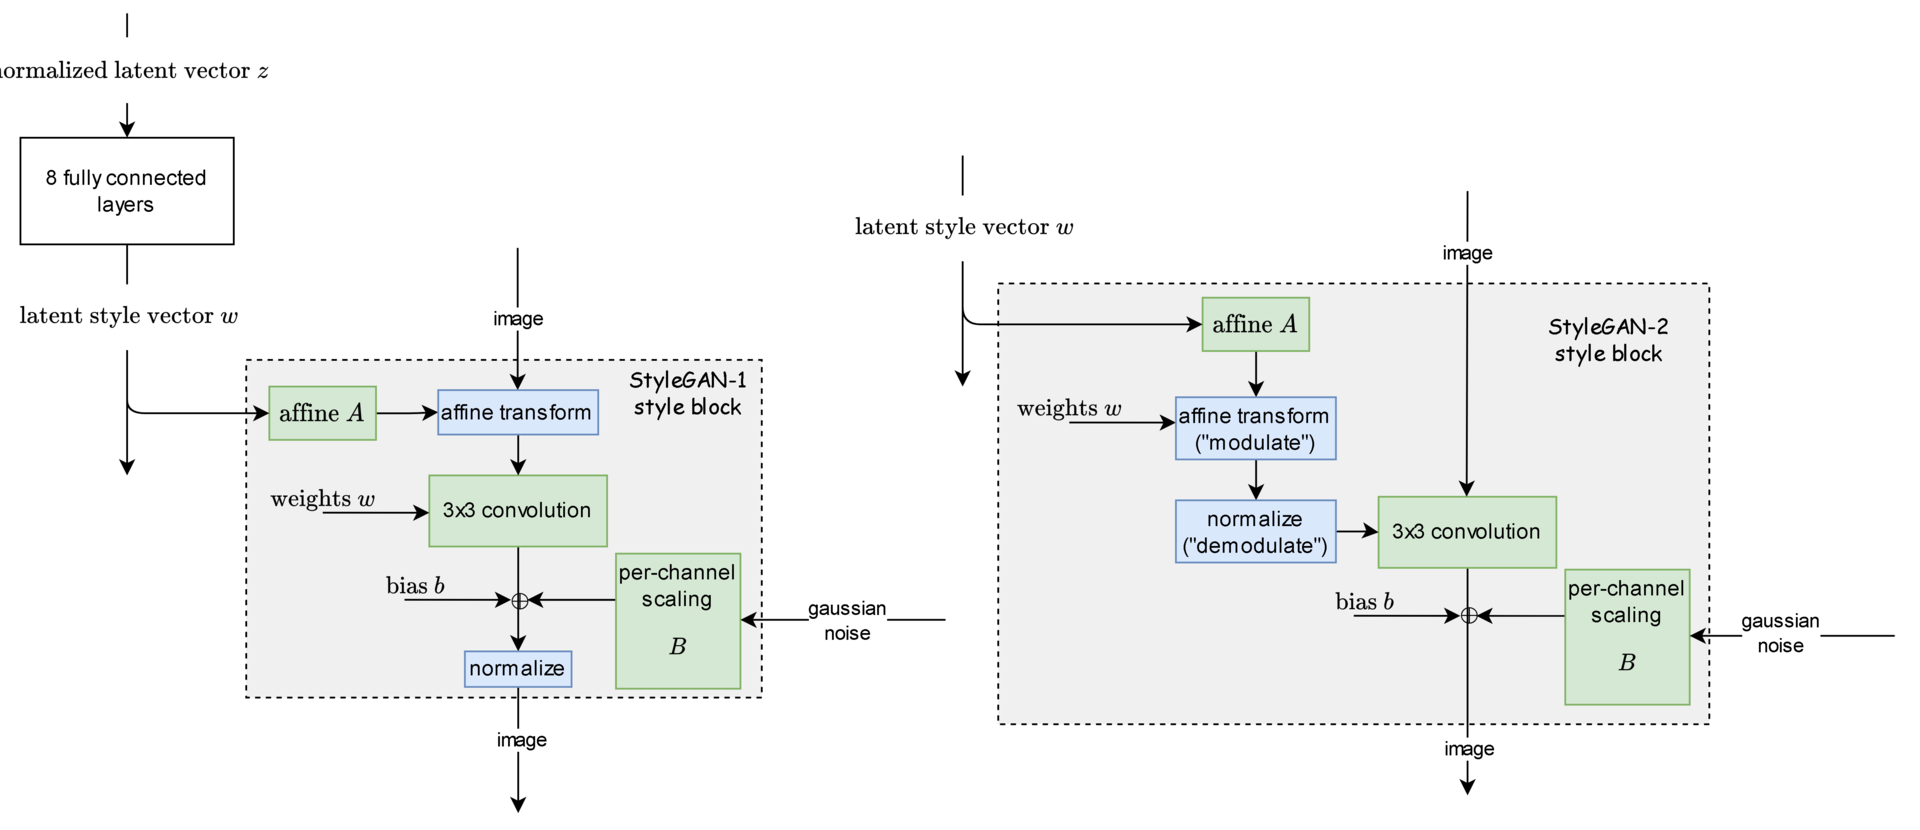 normalized latent vector z
8 fully connected
layers
latent style vector w
image
StyleGAN-1
style block
affine A
affine transform
weights w
3x3 convolution
bias b
per-channel
scaling
B
gaussian
noise
normalize
image
latent style vector w
image
StyleGAN-2
style block
affine A
weights w
affine transform
("modulate")
normalize
("demodulate")
3x3 convolution
bias b
per-channel
scaling
B
gaussian
noise
image